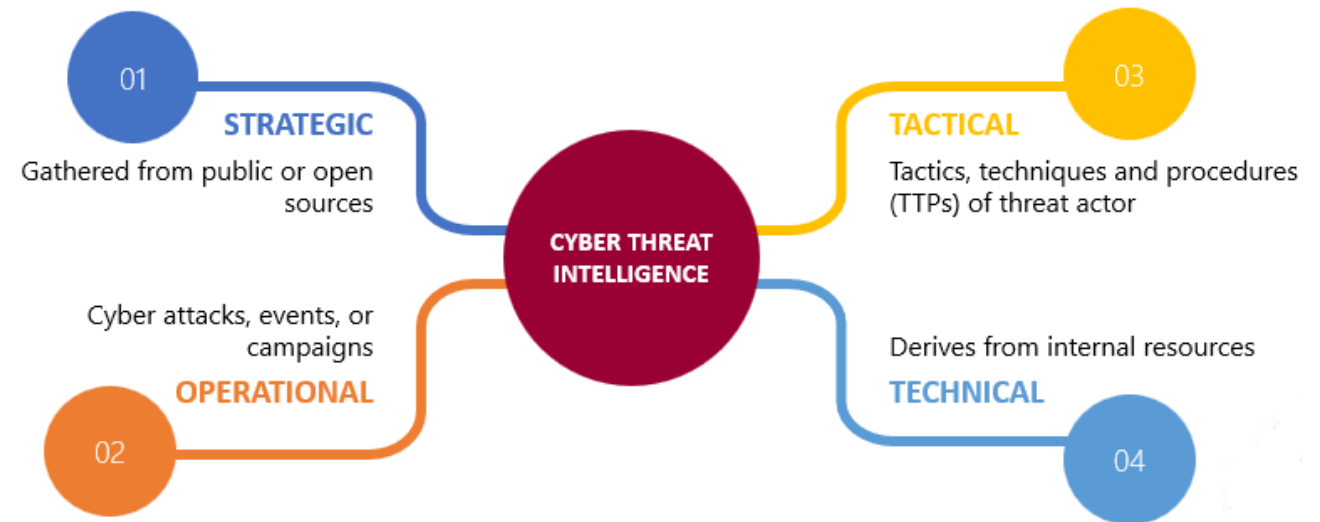 01
STRATEGIC
Gathered from public or open
sources
Cyber attacks, events, or
campaigns
OPERATIONAL
02
CYBER THREAT
INTELLIGENCE
03
TACTICAL
Tactics, techniques and procedures
(TTPs) of threat actor
Derives from internal resources
TECHNICAL
04